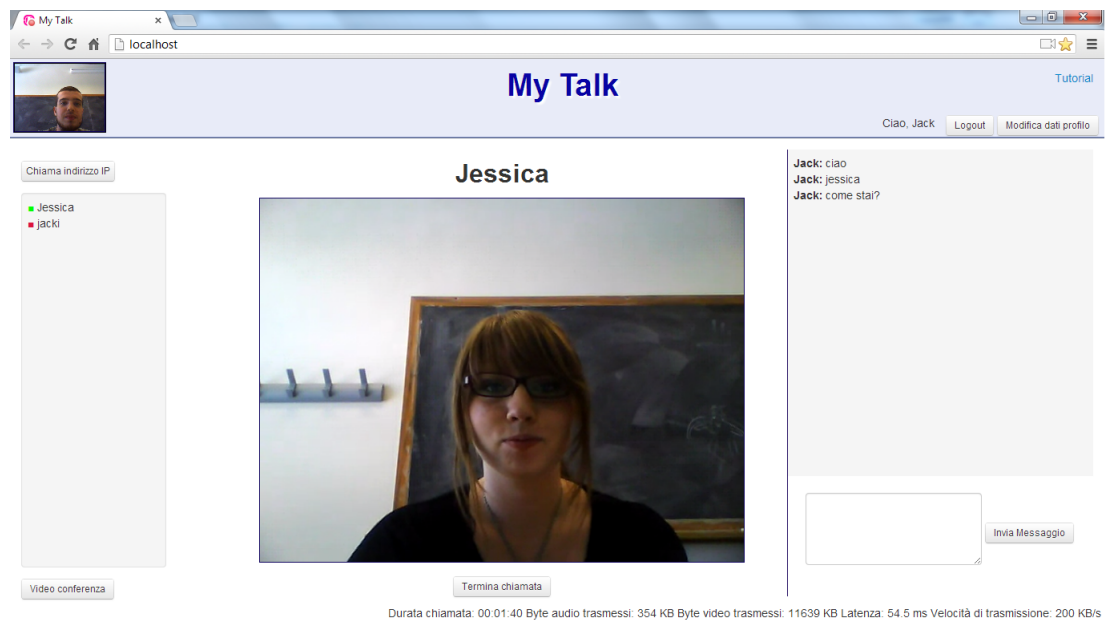 My Talk
localhost
My Talk
Tutorial
Ciao, Jack
Logout
Modifica dati profilo
Chiama indirizzo IP
Jessica
jacki
Video conferenza
Jessica
Termina chiamata
Jack: ciao
Jack: jessica
Jack: come stai?
Invia Messaggio
Durata chiamata: 00:01:40 Byte audio trasmessi: 354 KB Byte video trasmessi: 11639 KB Latenza: 54.5 ms Velocità di trasmissione: 200 KB/s